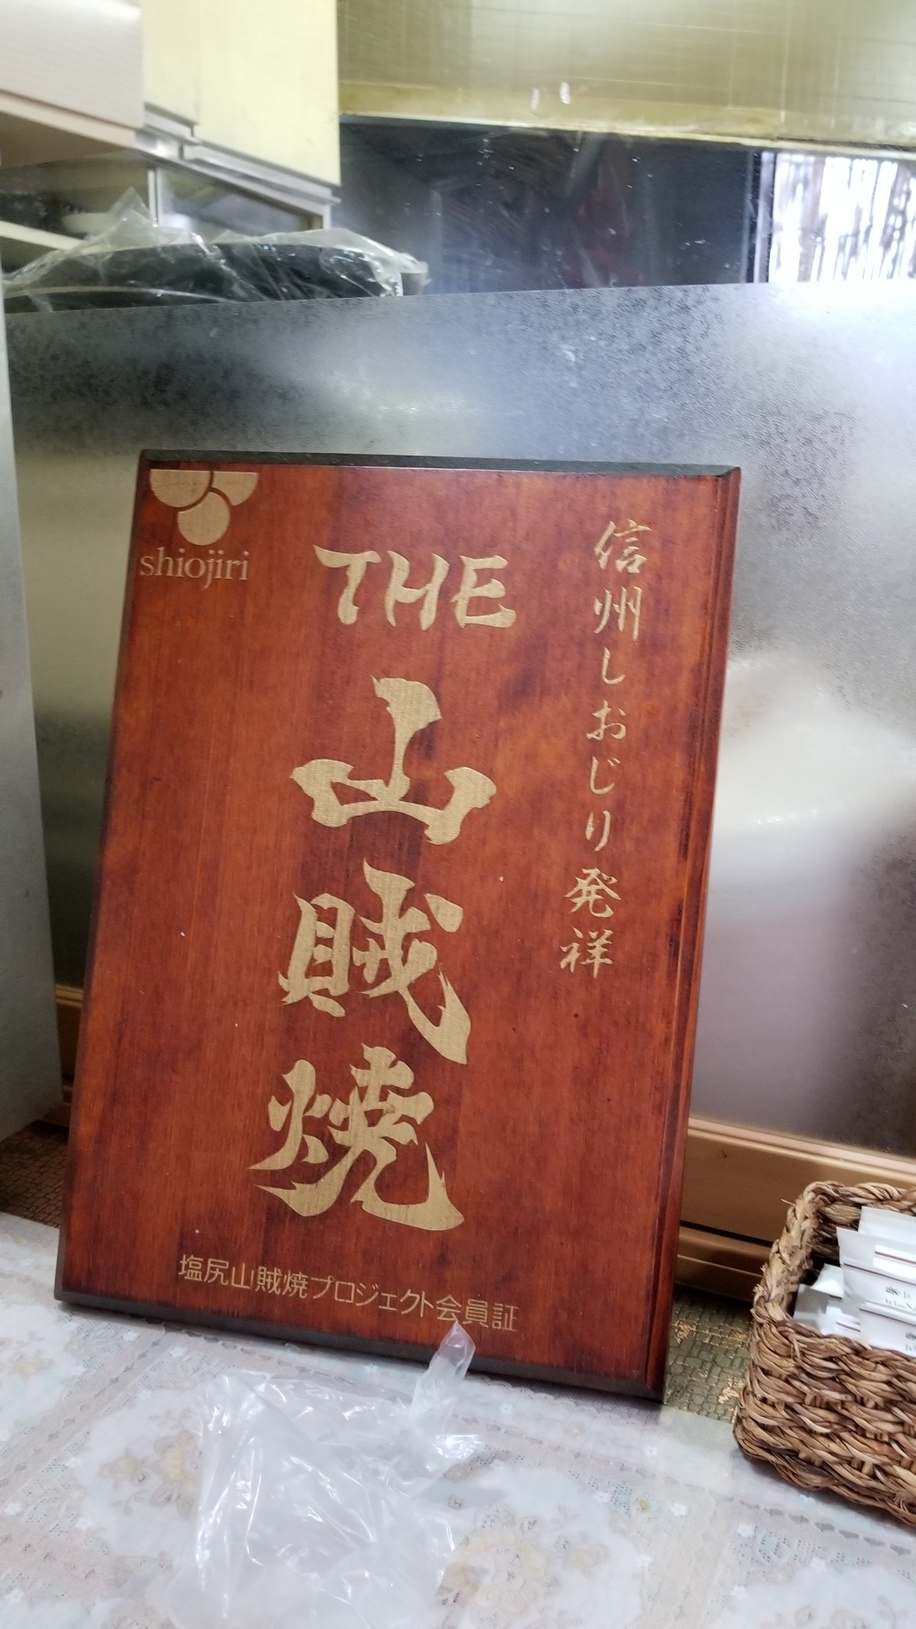 shiojiri
信州しおじり発祥
THE
山賊焼
塩尻山賊焼プロジェクト会員証